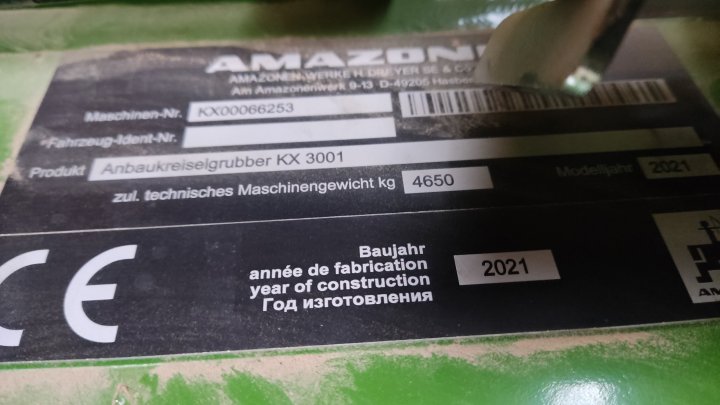 AMAZONE
AMAZONEN-WERKE H. DREYER SE & Co.
Am Amazonenwerk 9-13 D-49205
Maschinen-Nr. KX00066253
*Fahrzeug-Ident-Nr.
Produkt Anbaukreiselgrubber KX 3001
Modelljahr 2021
zul. technisches Maschinengewicht kg 4650
CE
Baujahr
année de fabrication
year of construction
Год изготовления
2021